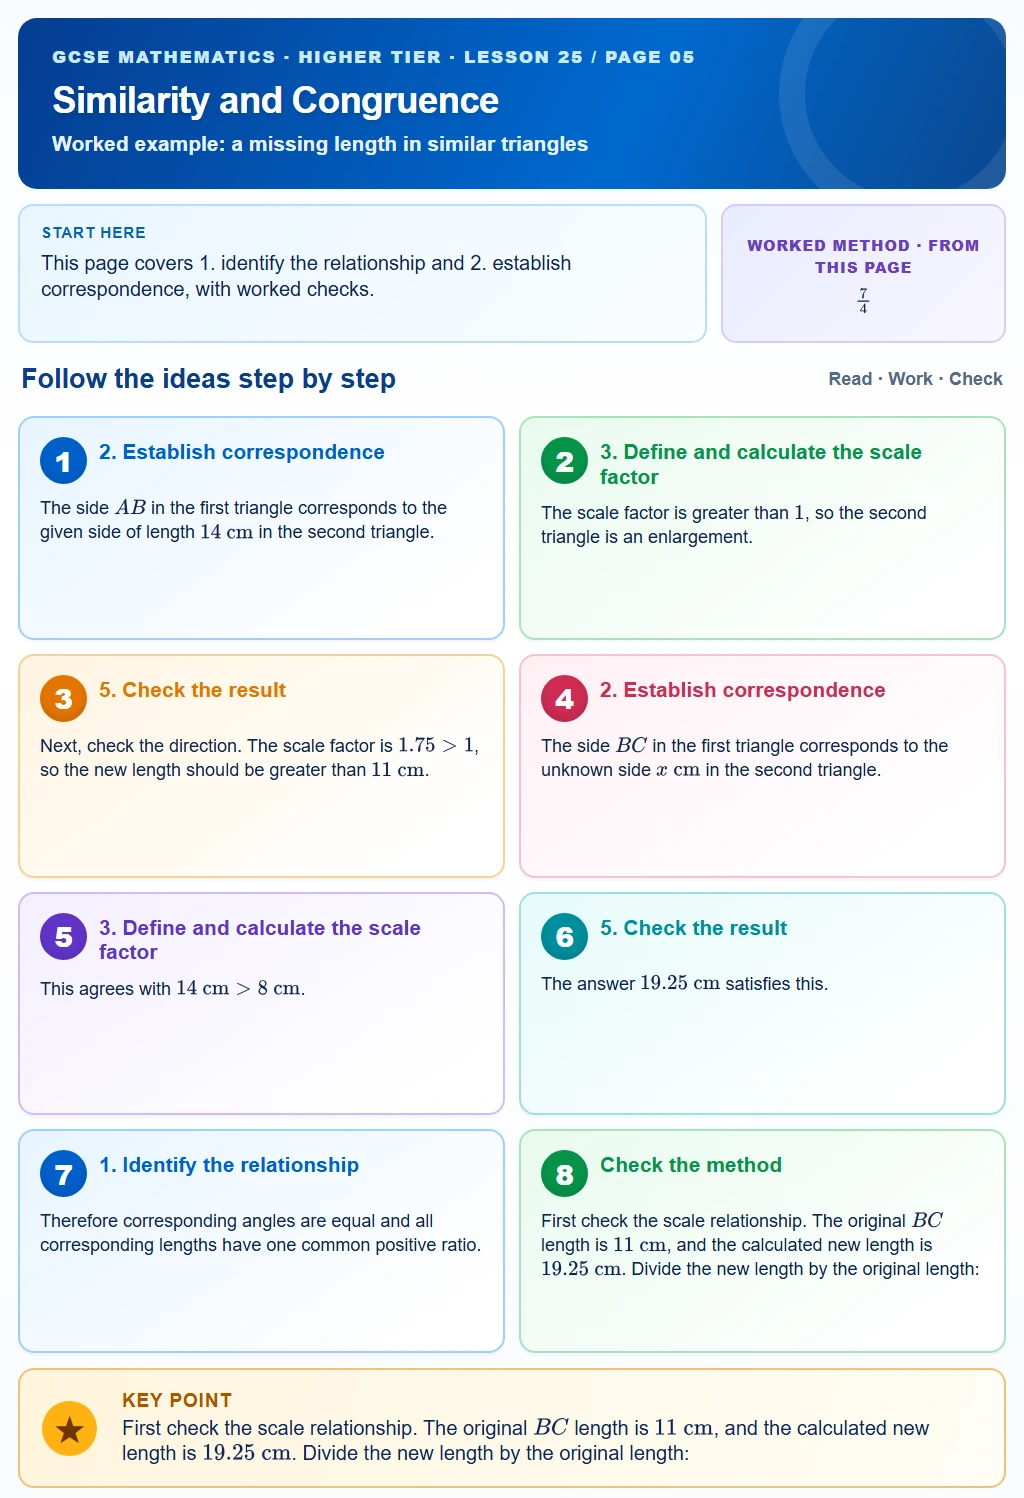 GCSE MATHEMATICS · HIGHER TIER · LESSON 25 / PAGE 05
Similarity and Congruence
Worked example: a missing length in similar triangles
START HERE
This page covers 1. identify the relationship and 2. establish
correspondence, with worked checks.
WORKED METHOD · FROM
THIS PAGE
7/4
Follow the ideas step by step
Read · Work · Check
1
2. Establish correspondence
The side AB in the first triangle corresponds to the
given side of length 14 cm in the second triangle.
2
3. Define and calculate the scale
factor
The scale factor is greater than 1, so the second
triangle is an enlargement.
3
5. Check the result
Next, check the direction. The scale factor is 1.75 > 1,
so the new length should be greater than 11 cm.
4
2. Establish correspondence
The side BC in the first triangle corresponds to the
unknown side x cm in the second triangle.
5
3. Define and calculate the scale
factor
This agrees with 14 cm > 8 cm.
6
5. Check the result
The answer 19.25 cm satisfies this.
7
1. Identify the relationship
Therefore corresponding angles are equal and all
corresponding lengths have one common positive ratio.
8
Check the method
First check the scale relationship. The original BC
length is 11 cm, and the calculated new length is
19.25 cm. Divide the new length by the original length:
KEY POINT
First check the scale relationship. The original BC length is 11 cm, and the calculated new
length is 19.25 cm. Divide the new length by the original length: